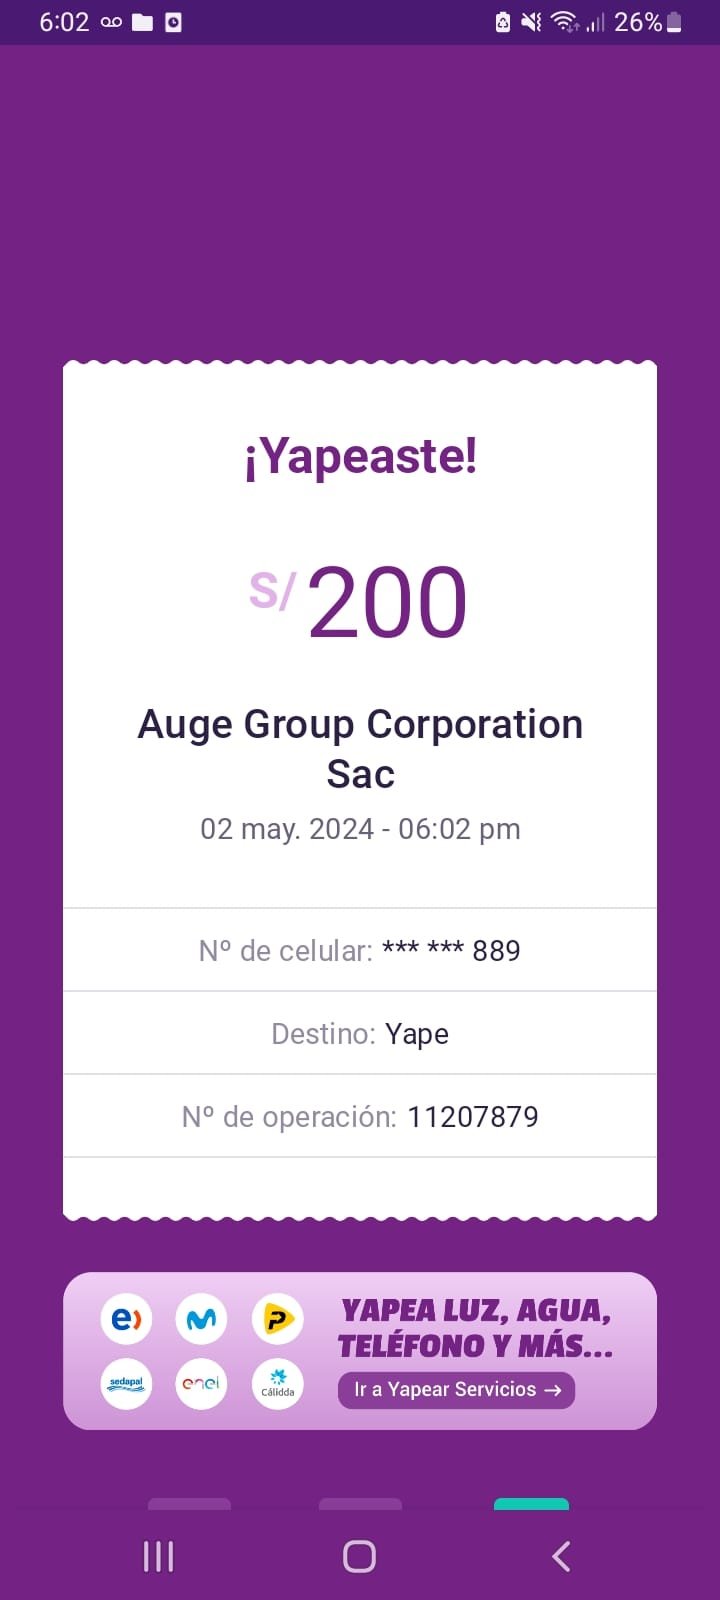 6:02 26%
¡Yapeaste!
S/ 200
Auge Group Corporation
Sac
02 may. 2024 - 06:02 pm
Nº de celular: *** *** 889
Destino: Yape
Nº de operación: 11207879
e) P YAPEA LUZ, AGUA,
TELÉFONO Y MÁS...
sedapal enel Cálidda Ir a Yapear Servicios →